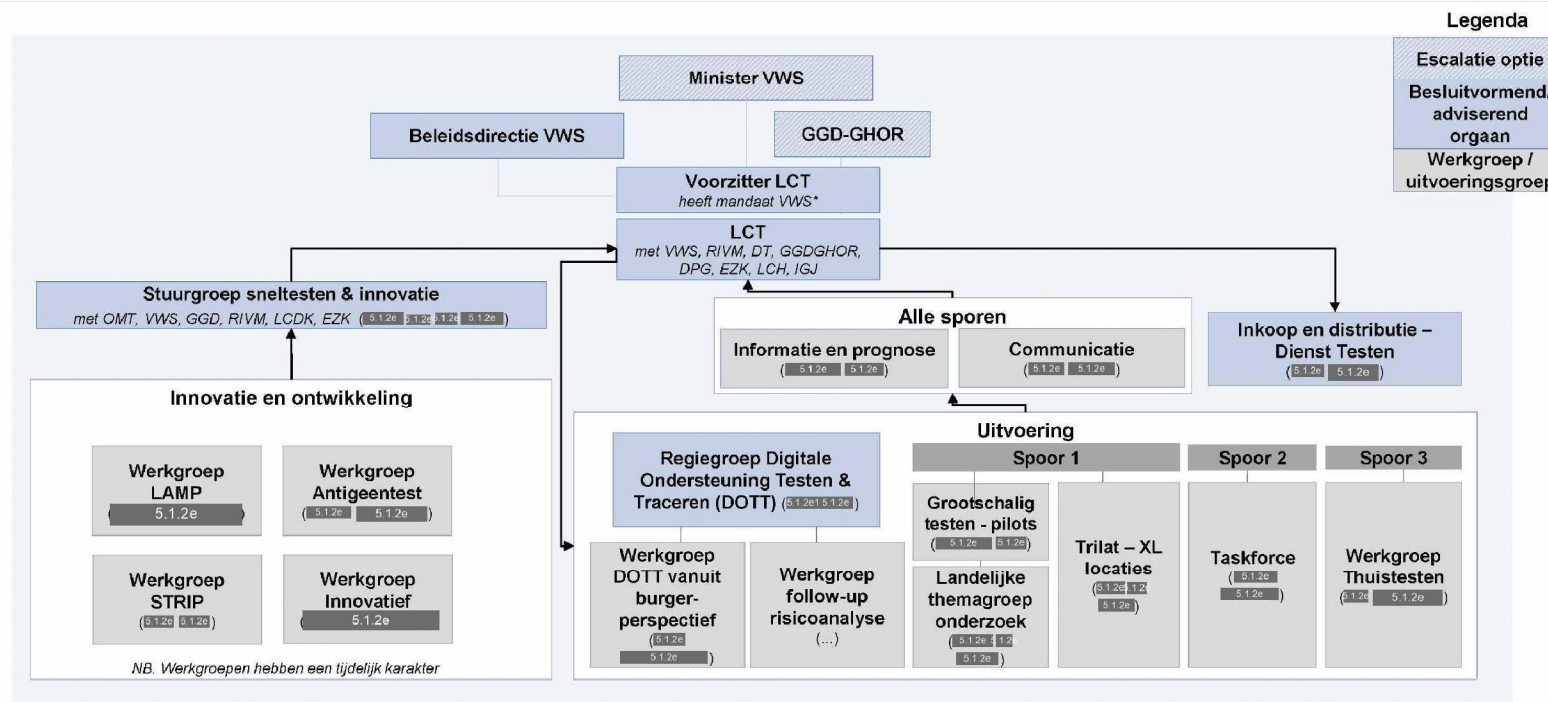 Legenda
Escalatie optie
Besluitvormend/
adviserend
orgaan
Werkgroep /
uitvoeringsgroep
Minister VWS
Beleidsdirectie VWS
GGD-GHOR
Voorzitter LCT
heeft mandaat VWS*
LCT
met VWS, RIVM, DT, GGDGHOR,
DPG, EZK, LCH, IGJ
Stuurgroep sneltesten & innovatie
met OMT, VWS, GGD, RIVM, LCDK, EZK (5.1.2e 5.1.2e 5.1.2e 5.1.2e)
Alle sporen
Informatie en prognose
(5.1.2e 5.1.2e)
Communicatie
(5.1.2e 5.1.2e)
Inkoop en distributie –
Dienst Testen
(5.1.2e 5.1.2e)
Innovatie en ontwikkeling
Werkgroep
LAMP
(5.1.2e)
Werkgroep
Antigeentest
(5.1.2e 5.1.2e)
Werkgroep
STRIP
(5.1.2e 5.1.2e)
Werkgroep
Innovatief
(5.1.2e
NB. Werkgroepen hebben een tijdelijk karakter
Uitvoering
Regiegroep Digitale
Ondersteuning Testen &
Traceren (DOTT) (5.1.2e1 5.1.2e)
Werkgroep
DOTT vanuit
burger-
perspectief
(5.1.2e
5.1.2e)
Werkgroep
follow-up
risicoanalyse
(...)
Spoor 1
Grootschalig
testen - pilots
(5.1.2e 5.1.2e)
Landelijke
themagroep
onderzoek
(5.1.2e 5.1.2e
5.1.2e)
Trilat – XL
locaties
(5.1.2e 5.1.2e
5.1.2e)
Spoor 2
Taskforce
(5.1.2e
5.1.2e)
Spoor 3
Werkgroep
Thuistesten
(5.1.2e 5.1.2e)